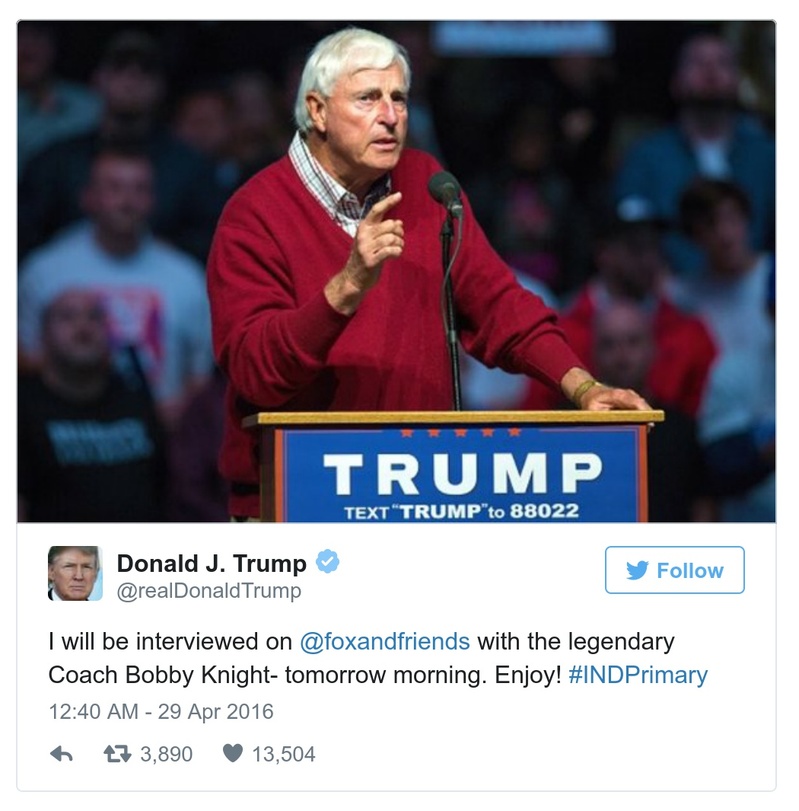 TRUMP
TEXT "TRUMP" to 88022
Donald J. Trump
@realDonaldTrump
Follow
I will be interviewed on @foxandfriends with the legendary
Coach Bobby Knight- tomorrow morning. Enjoy! #INDPrimary
12:40 AM - 29 Apr 2016
3,890 13,504